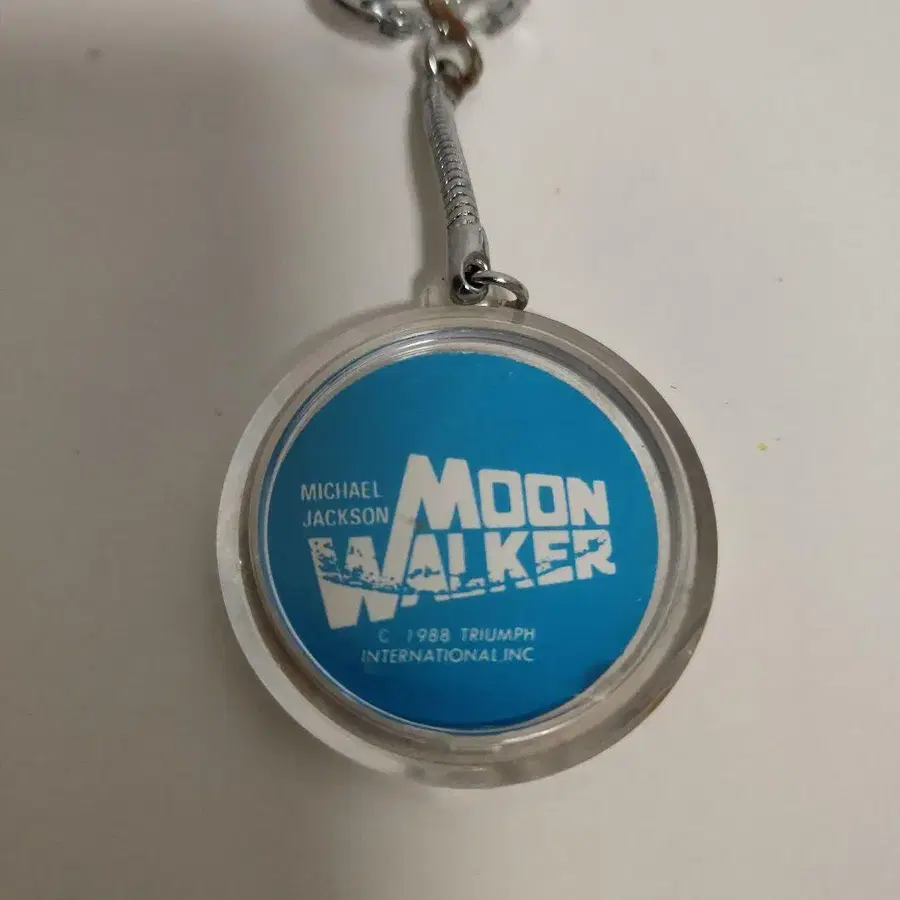 MICHAEL
JACKSON
MOON
WALKER
C 1988 TRIUMPH
INTERNATIONAL,INC